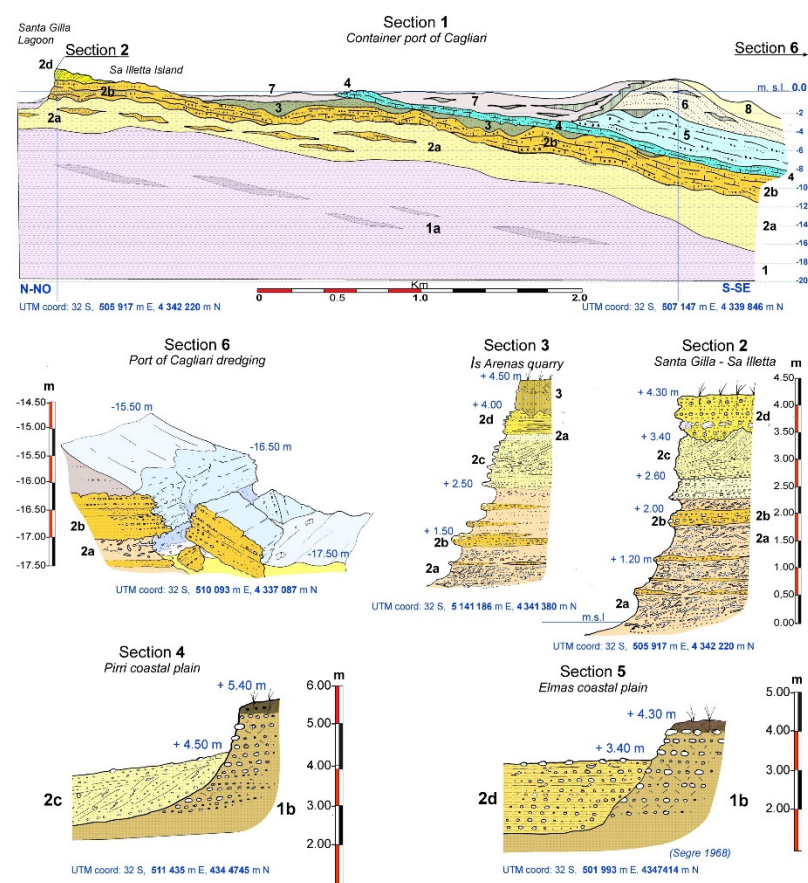 Section 1
Container port of Cagliari
Santa Gilla
Lagoon
Section 2
Sa Illetta Island
Section 6
2d
2b
2a
7
3
4
7
3
4
2b
2a
1a
6
8
5
4
2b
2a
1
m. s.l. 0.0
-2
-4
-6
-8
-10
-12
-14
-16
-18
-20
N-NO
S-SE
Km
0 0.5 1.0 2.0
UTM coord: 32 S, 505 917 m E, 4 342 220 m N
UTM coord: 32 S, 507 147 m E, 4 339 846 m N
Section 6
Port of Cagliari dredging
m
-14.50
-15.00
-15.50
-16.00
-16.50
-17.00
-17.50
-15.50 m
-16.50 m
-17.50 m
2b
2a
UTM coord: 32 S, 510 093 m E, 4 337 087 m N
Section 3
Is Arenas quarry
+ 4.50 m
+ 4.00
+ 2.50
+ 1.50
3
2d
2a
2c
2b
2a
UTM coord: 32 S, 5 141 186 m E, 4 341 380 m N
Section 2
Santa Gilla - Sa Illetta
+ 4.30 m
+ 3.40
+ 2.60
+ 2.00
+ 1.20 m
m.s.l
2d
2c
2b
2b
2a
2a
m
4.50
4.00
3.50
3.00
2.50
2.00
1.50
1.00
0.50
0.00
UTM coord: 32 S, 505 917 m E, 4 342 220 m N
Section 4
Pirri coastal plain
+ 5.40 m
+ 4.50 m
2c
1b
m
6.00
5.00
4.00
3.00
2.00
UTM coord: 32 S, 511 435 m E, 434 4745 m N
Section 5
Elmas coastal plain
+ 4.30 m
+ 3.40 m
2d
1b
m
5.00
4.00
3.00
2.00
(Segre 1968)
UTM coord: 32 S, 501 993 m E, 4347414 m N